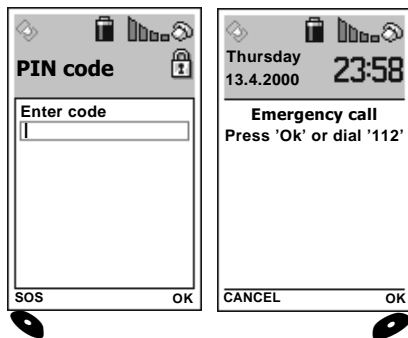 PIN code
Enter code
SOS OK
Thursday
13.4.2000
23:58
Emergency call
Press 'Ok' or dial '112'
CANCEL OK